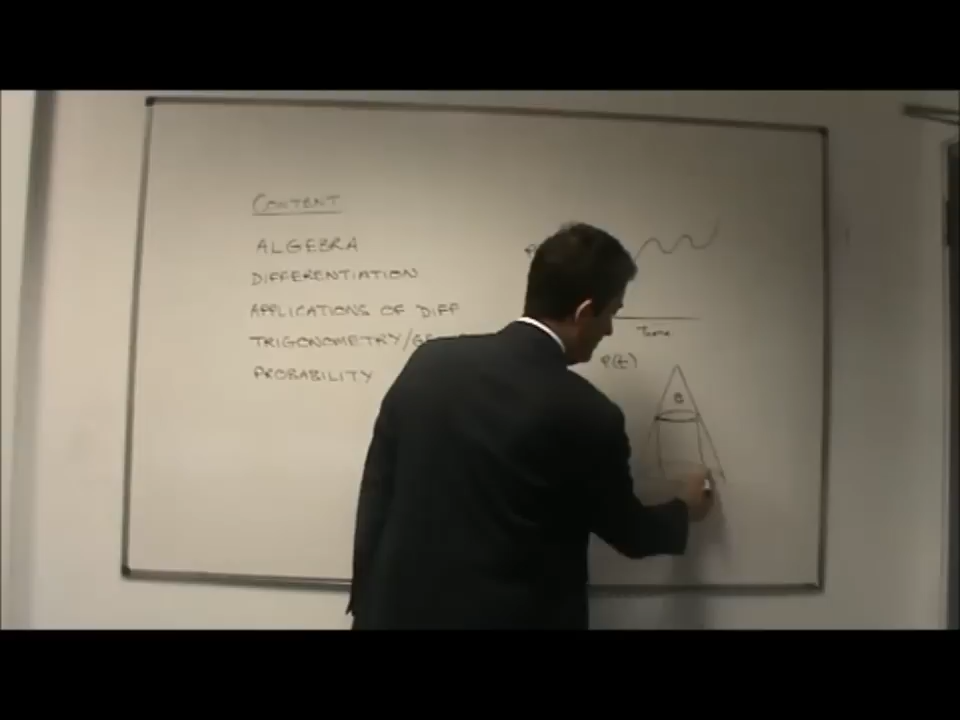 CONTENT
ALGEBRA
DIFFERENTIATION
APPLICATIONS OF DIFF
TRIGONOMETRY/GE
PROBABILITY
Time
P(t)
θ